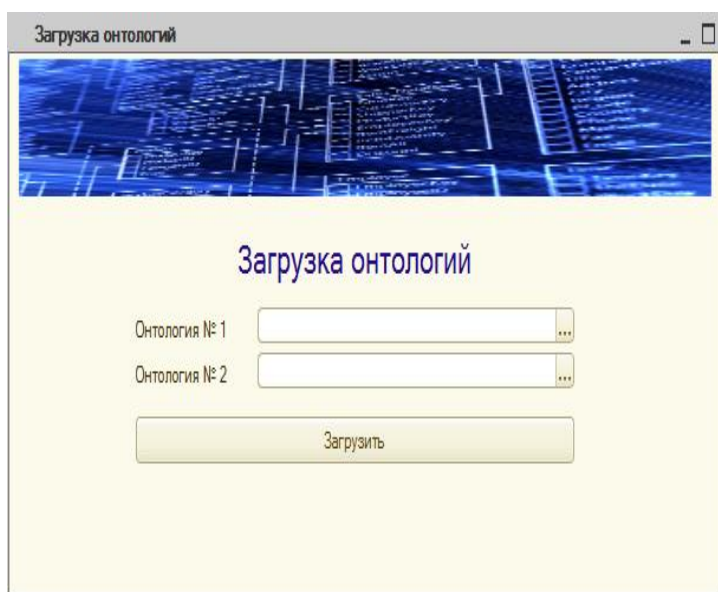 Загрузка онтологий
Загрузка онтологий
Онтология № 1
...
Онтология № 2
...
Загрузить